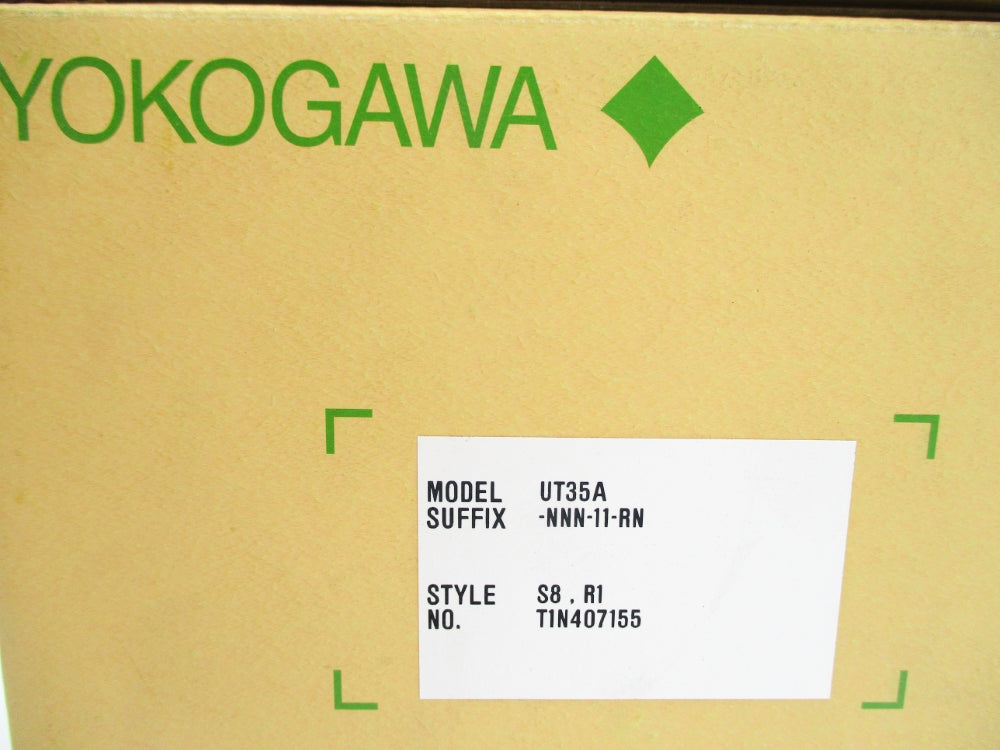 YOKOGAWA
MODEL UT35A
SUFFIX -NNN-11-RN
STYLE S8 , R1
NO. T1N407155